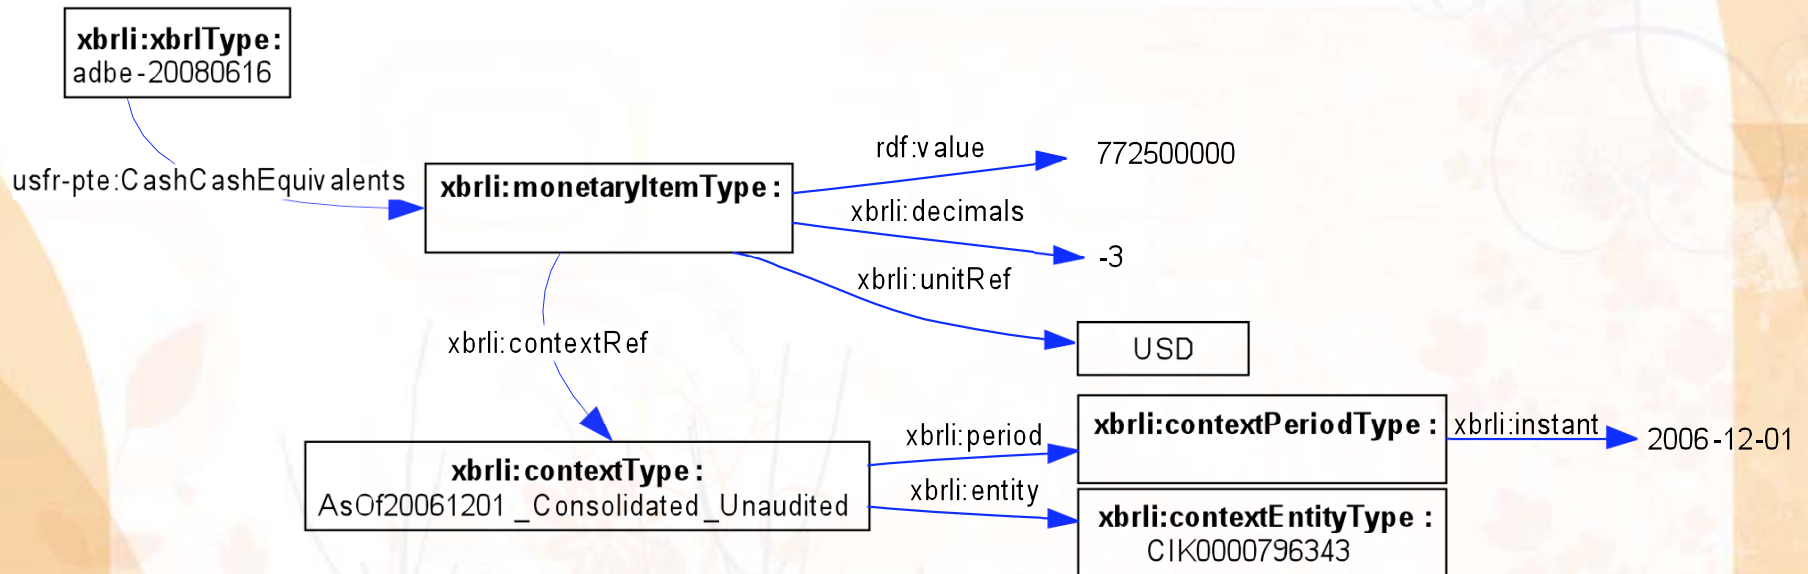 xbrli:xbrlType:
adbe-20080616
usfr-pte:CashCashEquivalents
xbrli:monetaryItemType:
rdf:value
772500000
xbrli:decimals
-3
xbrli:unitRef
USD
xbrli:contextRef
xbrli:contextType:
AsOf20061201_Consolidated_Unaudited
xbrli:period
xbrli:contextPeriodType:
xbrli:instant
2006-12-01
xbrli:entity
xbrli:contextEntityType:
CIK0000796343